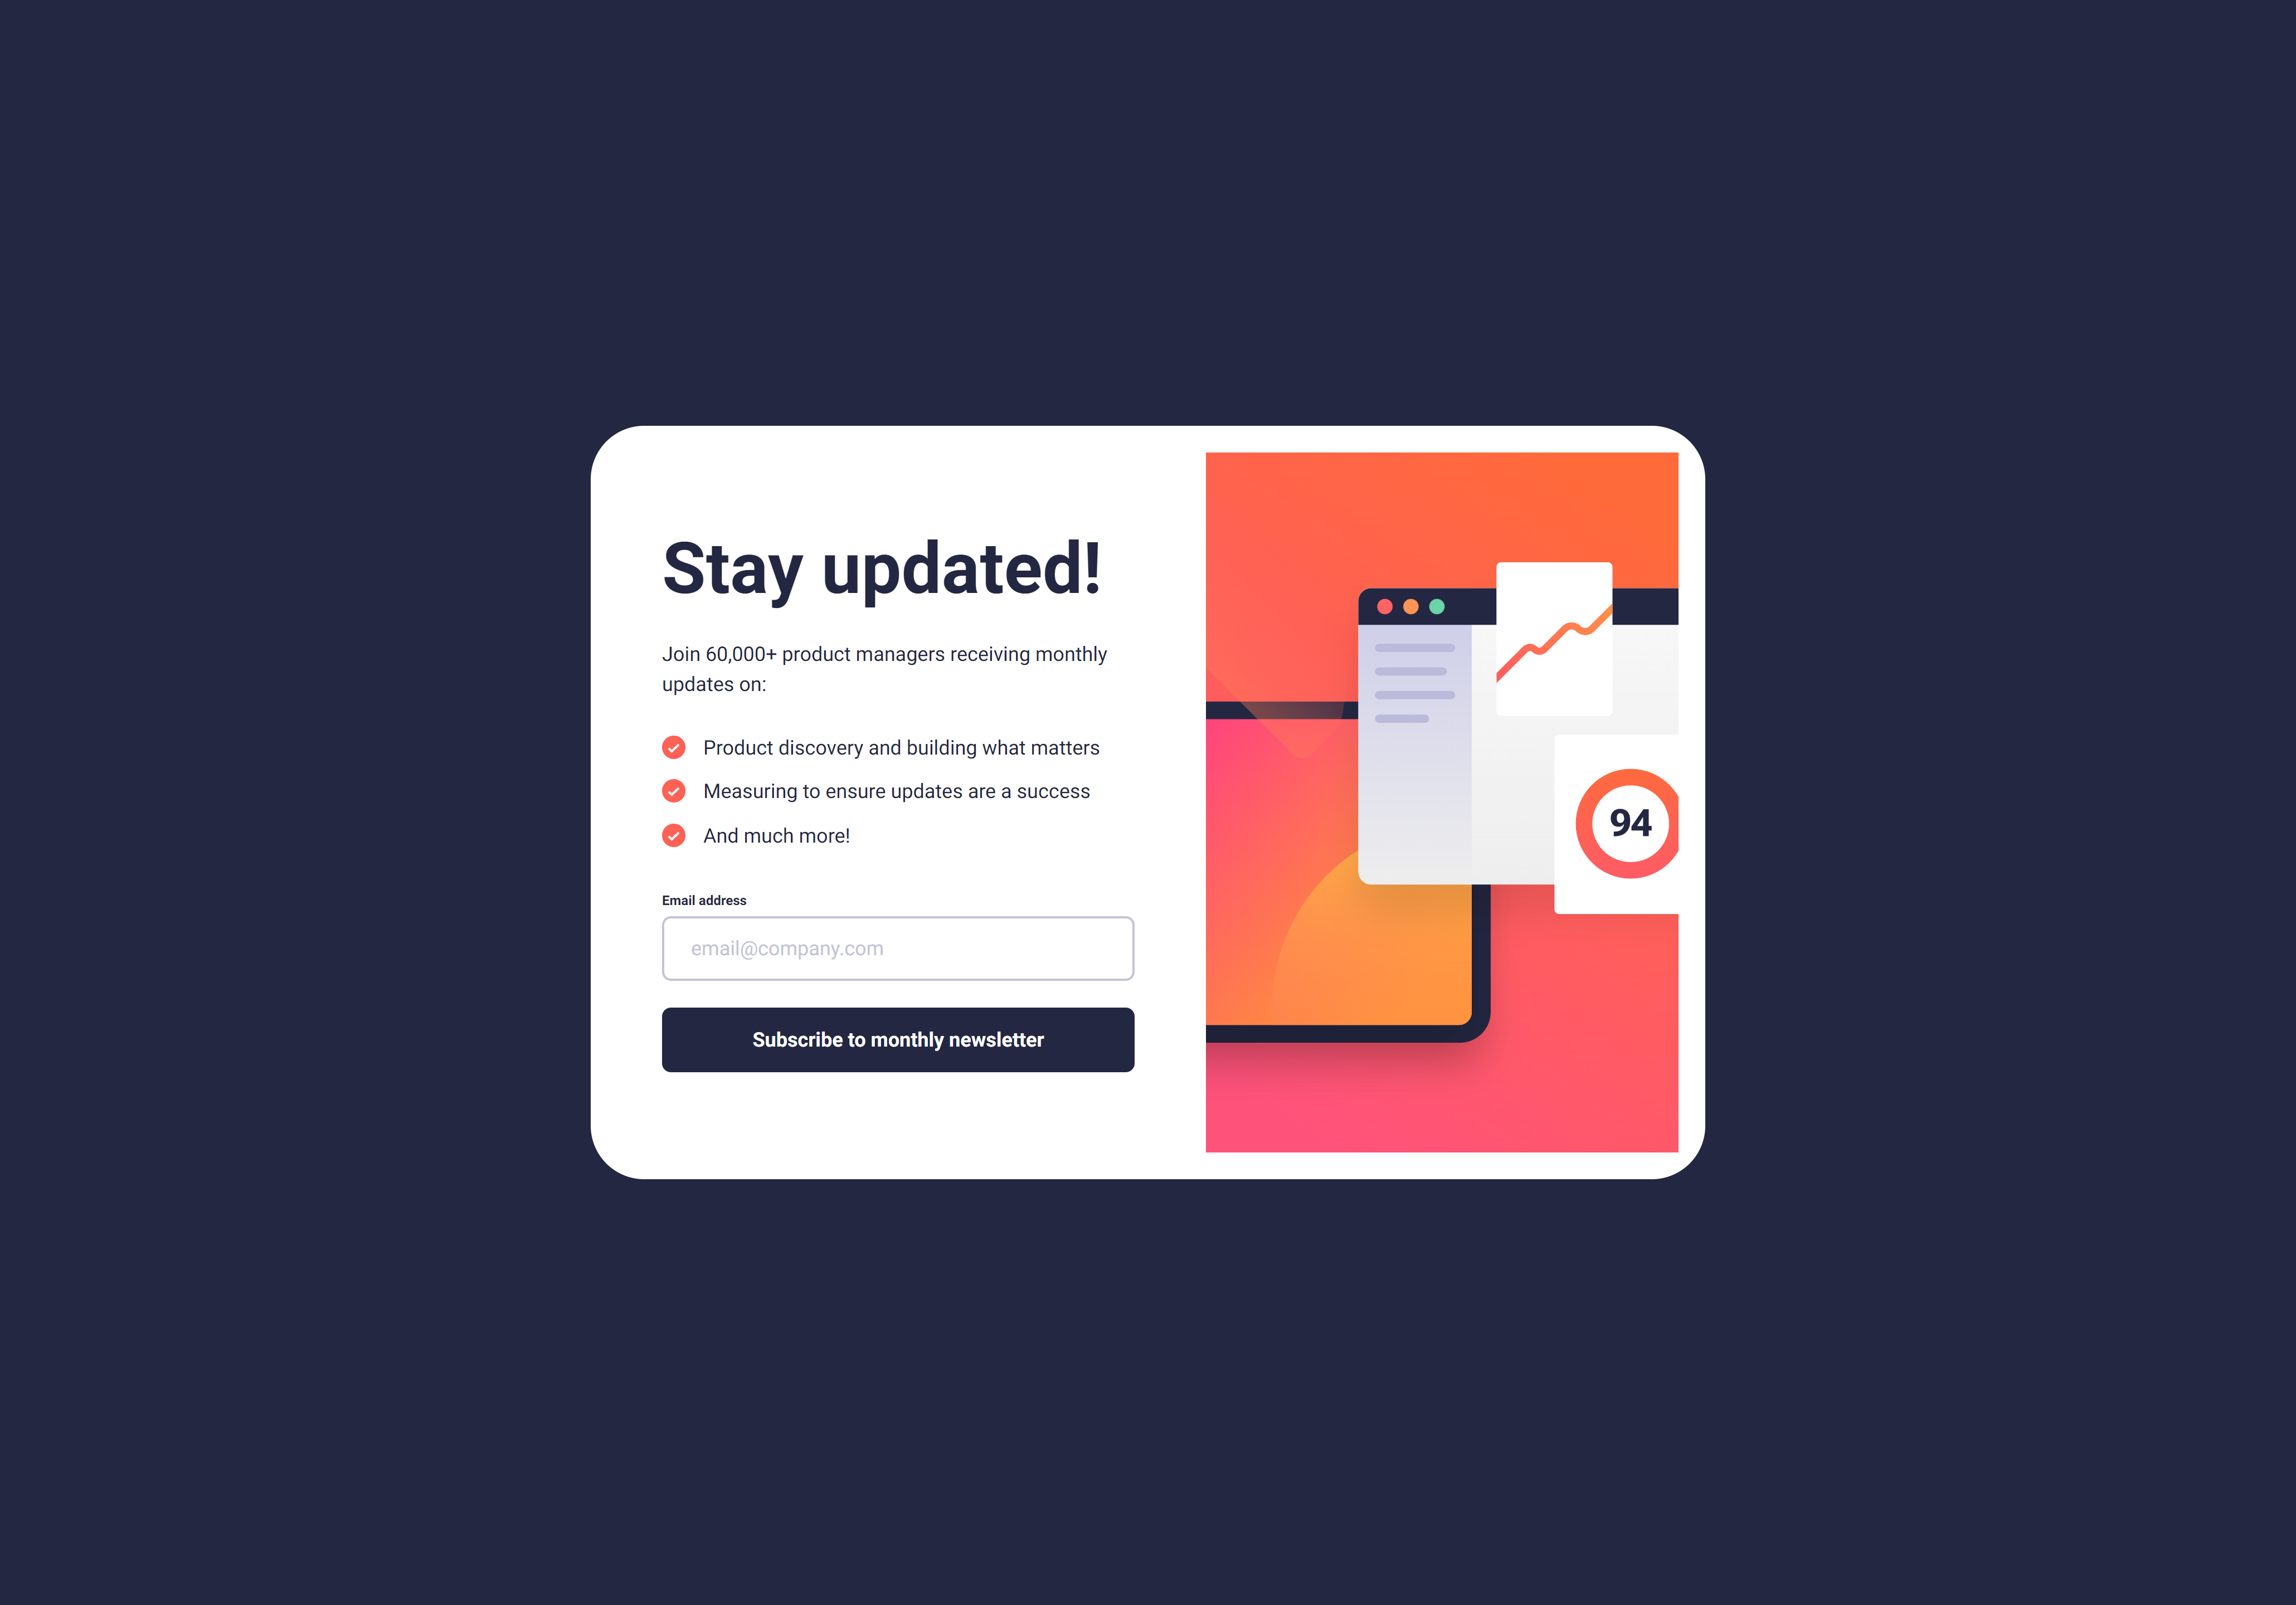 Stay updated!
Join 60,000+ product managers receiving monthly
updates on:
Product discovery and building what matters
Measuring to ensure updates are a success
And much more!
Email address
email@company.com
Subscribe to monthly newsletter
94